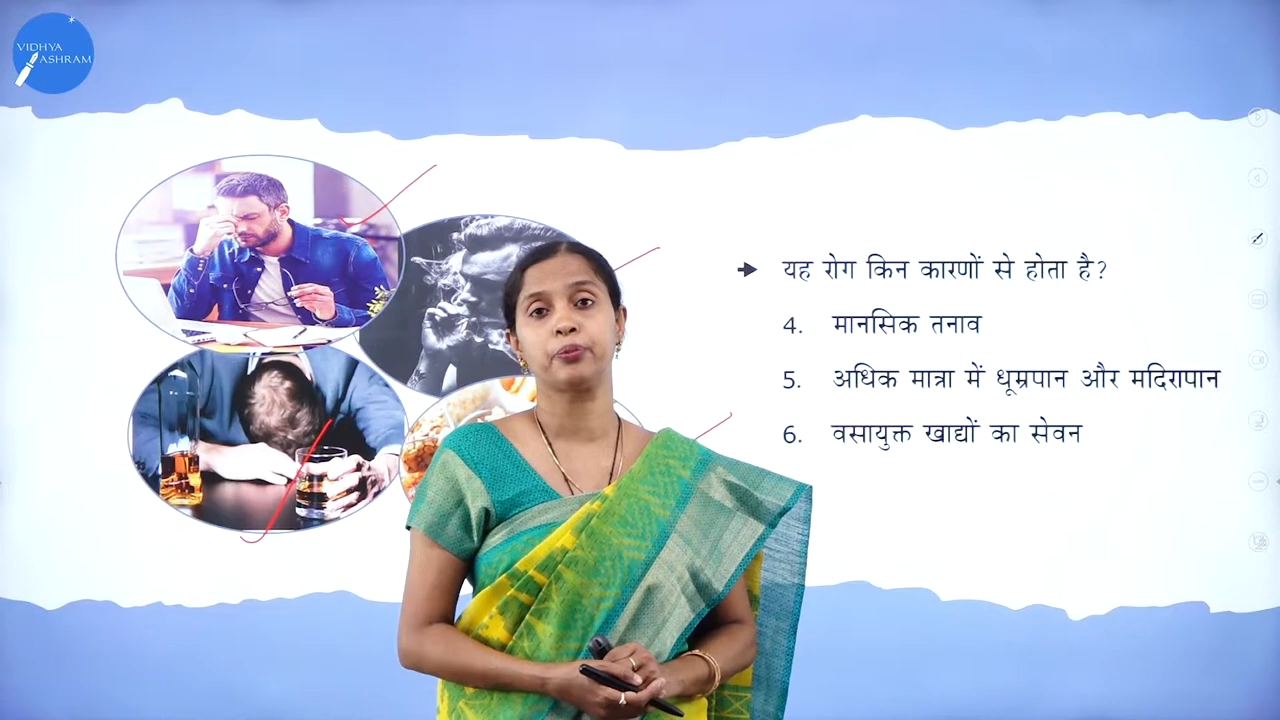 VIDHYA
ASHRAM
यह रोग किन कारणों से होता है?
4. मानसिक तनाव
5. अधिक मात्रा में धूम्रपान और मदिरापान
6. वसायुक्त खाद्यों का सेवन